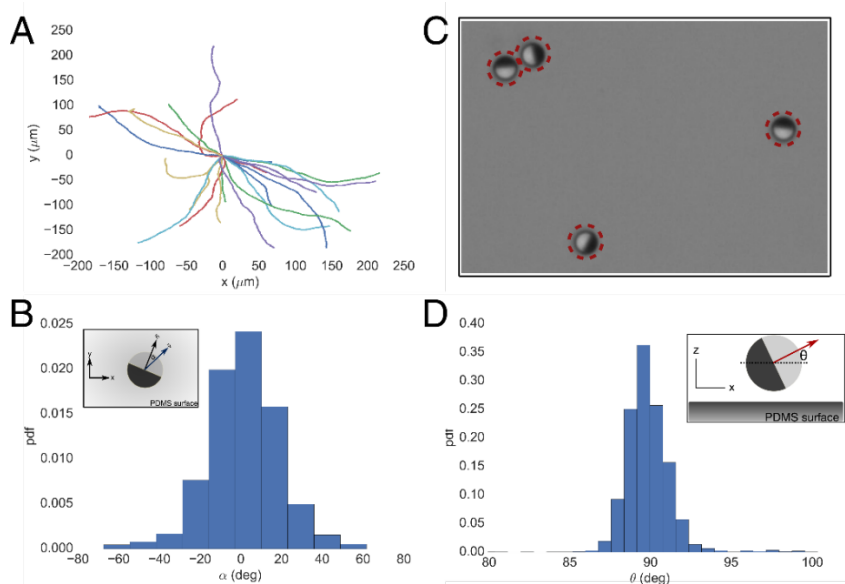 A
250
200
150
100
50
0
−50
−100
−150
−200
y (μm)
−200 −150 −100 −50 0 50 100 150 200 250
x (μm)
C
B
0.025
0.020
0.015
0.010
0.005
0.000
pdf
−80 −60 −40 −20 0 20 40 60 80
α (deg)
y
x
PDMS surface
D
0.40
0.35
0.30
0.25
0.20
0.15
0.10
0.05
0.00
pdf
80 85 90 95 100
θ (deg)
z
x
θ
PDMS surface